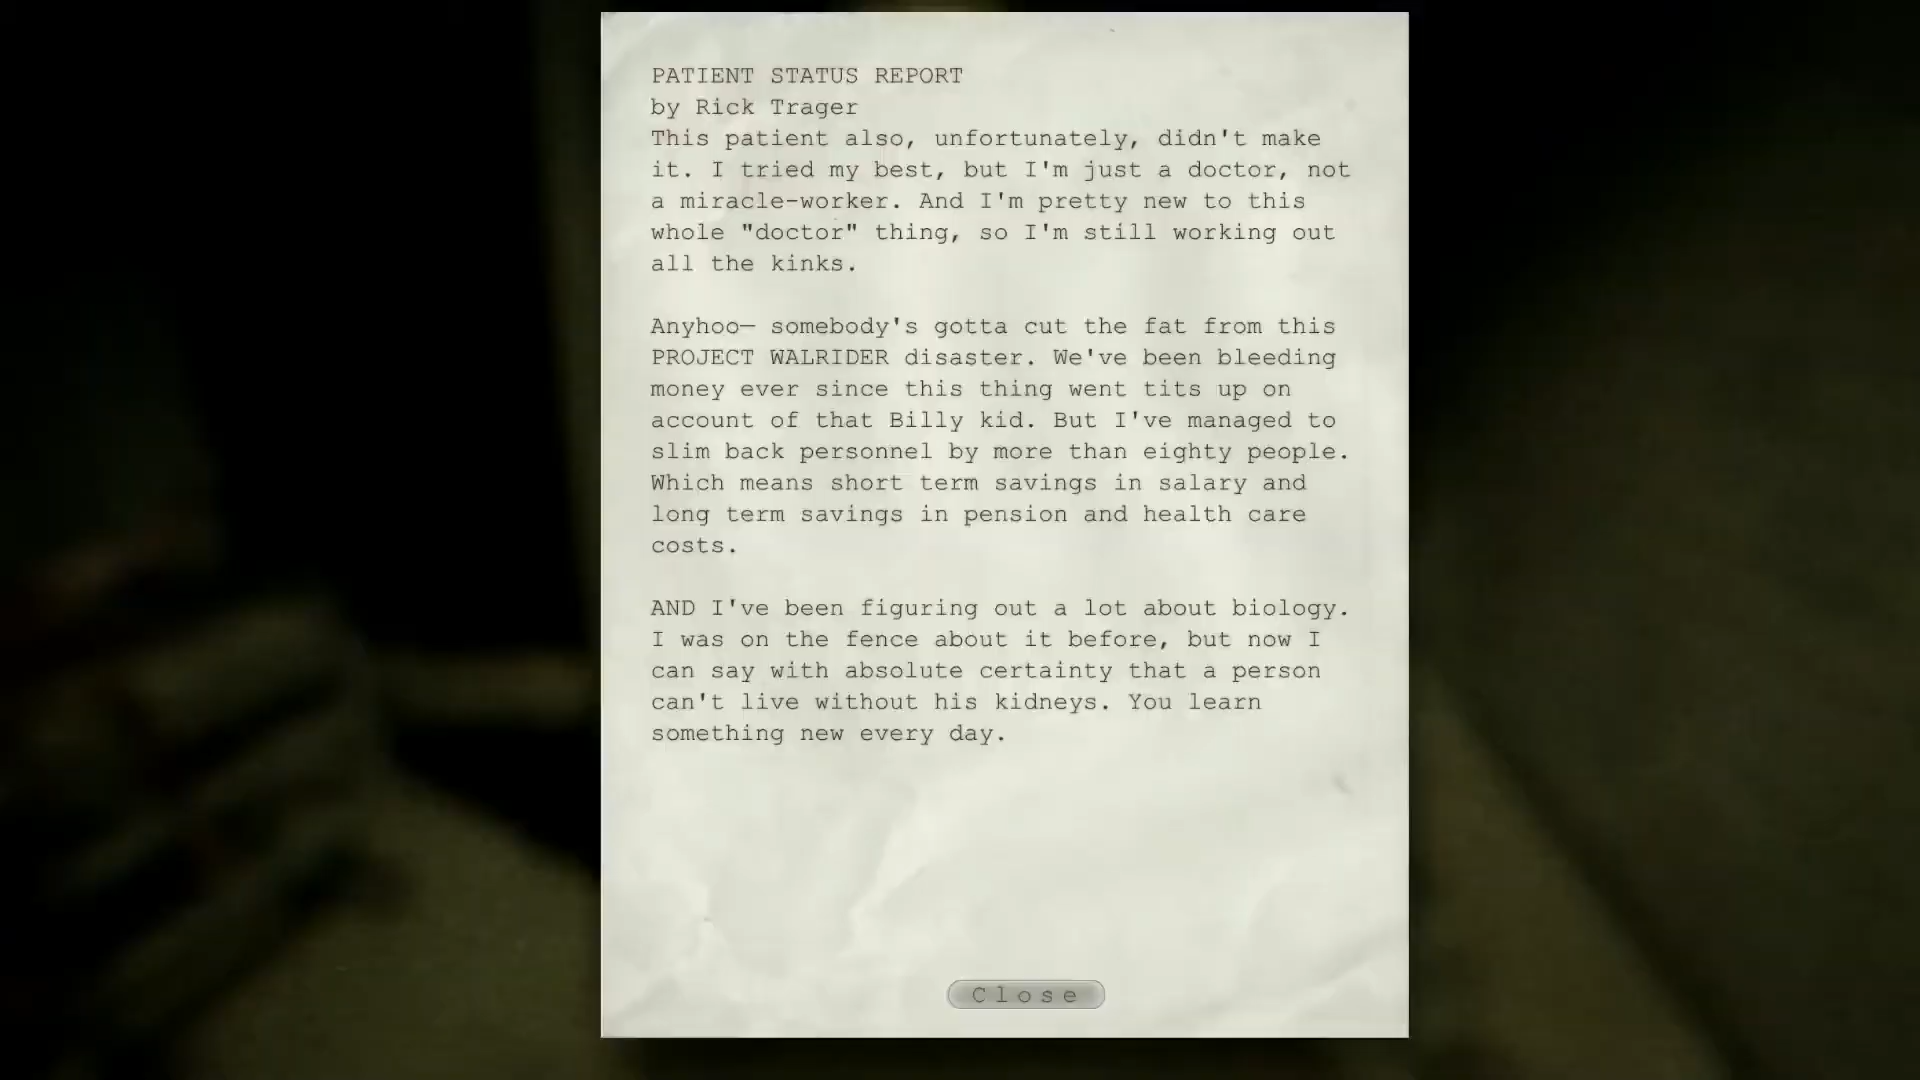 PATIENT STATUS REPORT
by Rick Trager
This patient also, unfortunately, didn't make
it. I tried my best, but I'm just a doctor, not
a miracle-worker. And I'm pretty new to this
whole "doctor" thing, so I'm still working out
all the kinks.
Anyhoo— somebody's gotta cut the fat from this
PROJECT WALRIDER disaster. We've been bleeding
money ever since this thing went tits up on
account of that Billy kid. But I've managed to
slim back personnel by more than eighty people.
Which means short term savings in salary and
long term savings in pension and health care
costs.
AND I've been figuring out a lot about biology.
I was on the fence about it before, but now I
can say with absolute certainty that a person
can't live without his kidneys. You learn
something new every day.
Close